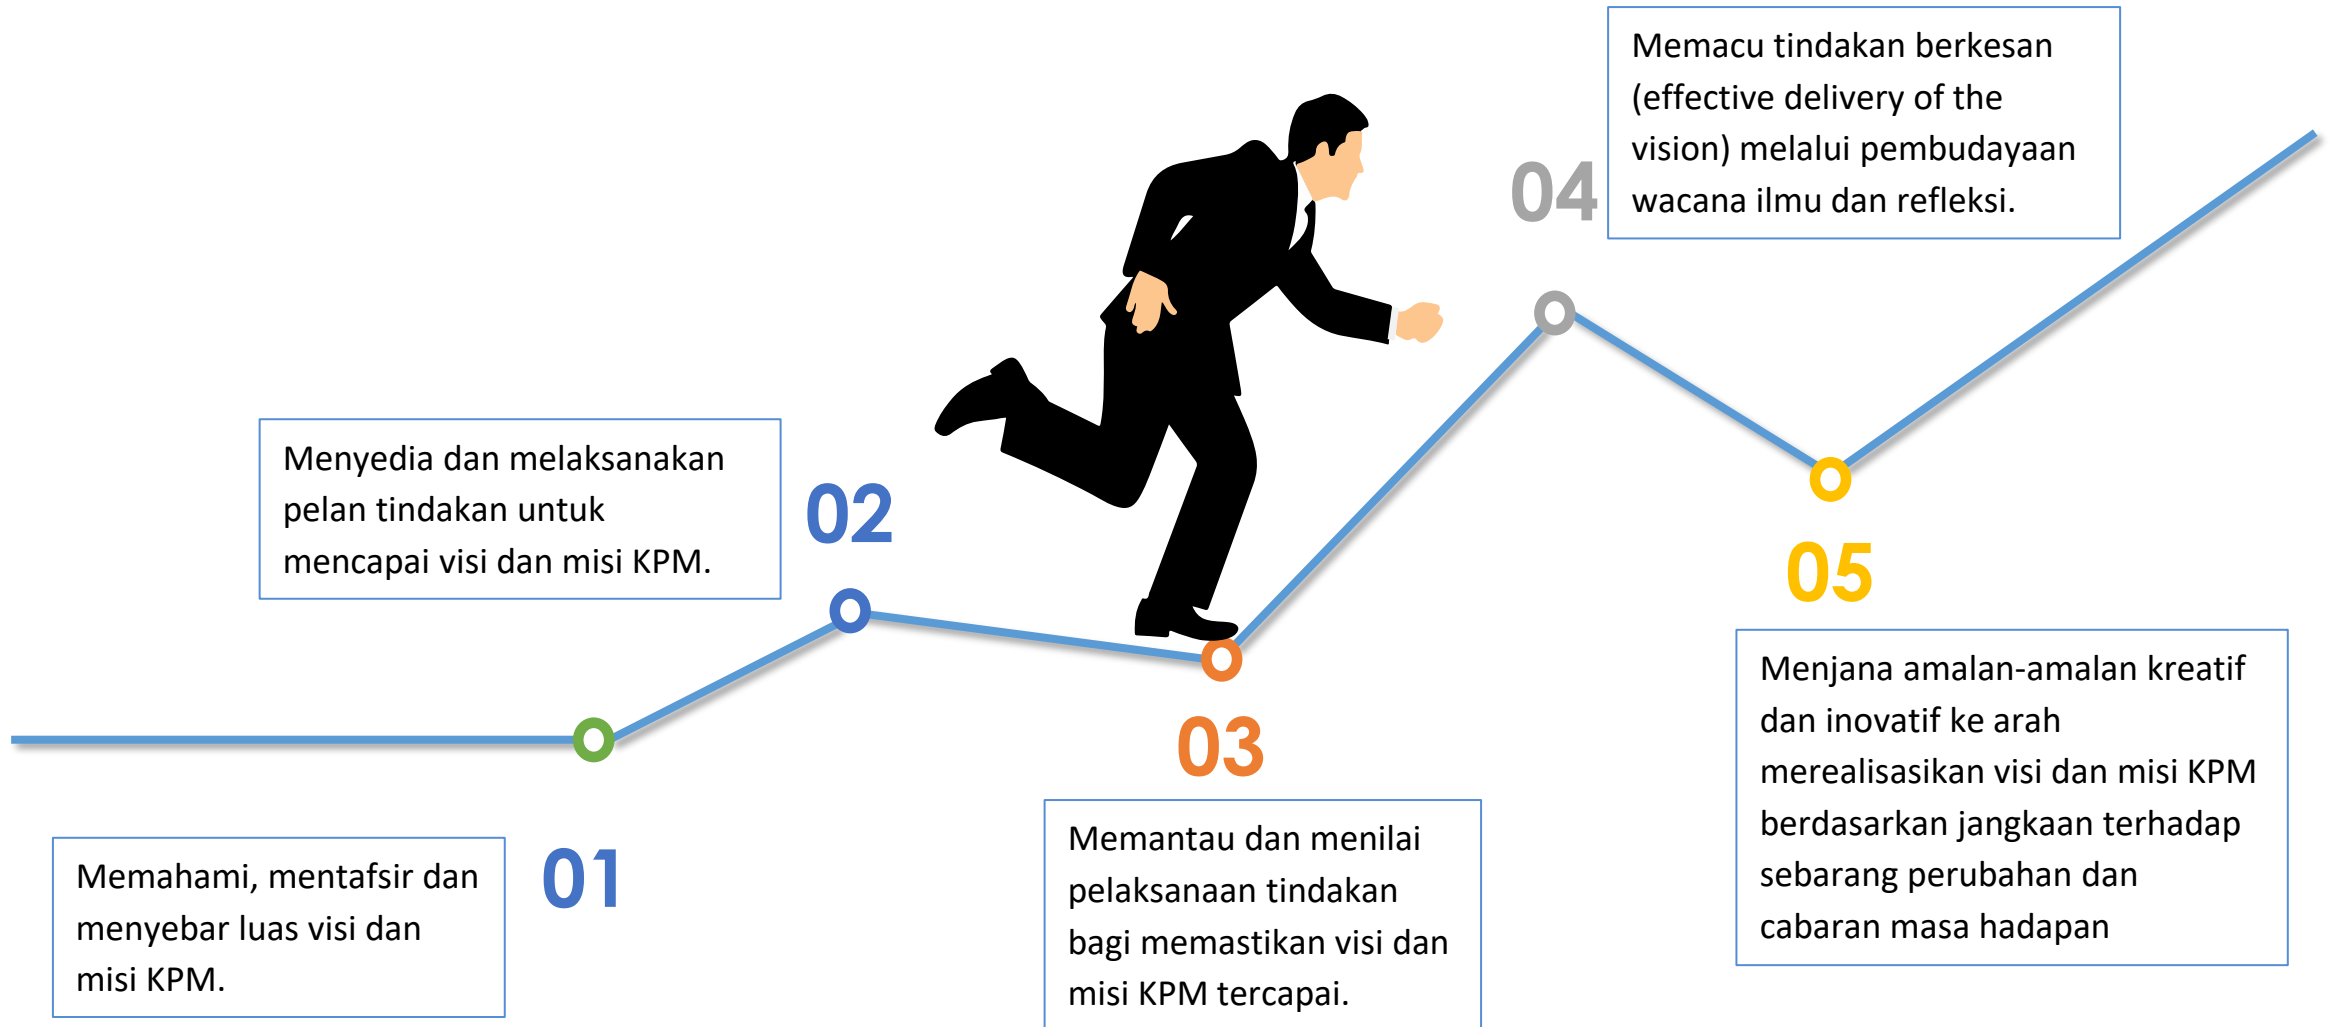 01
Memahami, mentafsir dan
menyebar luas visi dan
misi KPM.
02
Menyedia dan melaksanakan
pelan tindakan untuk
mencapai visi dan misi KPM.
03
Memantau dan menilai
pelaksanaan tindakan
bagi memastikan visi dan
misi KPM tercapai.
04
Memacu tindakan berkesan
(effective delivery of the
vision) melalui pembudayaan
wacana ilmu dan refleksi.
05
Menjana amalan-amalan kreatif
dan inovatif ke arah
merealisasikan visi dan misi KPM
berdasarkan jangkaan terhadap
sebarang perubahan dan
cabaran masa hadapan